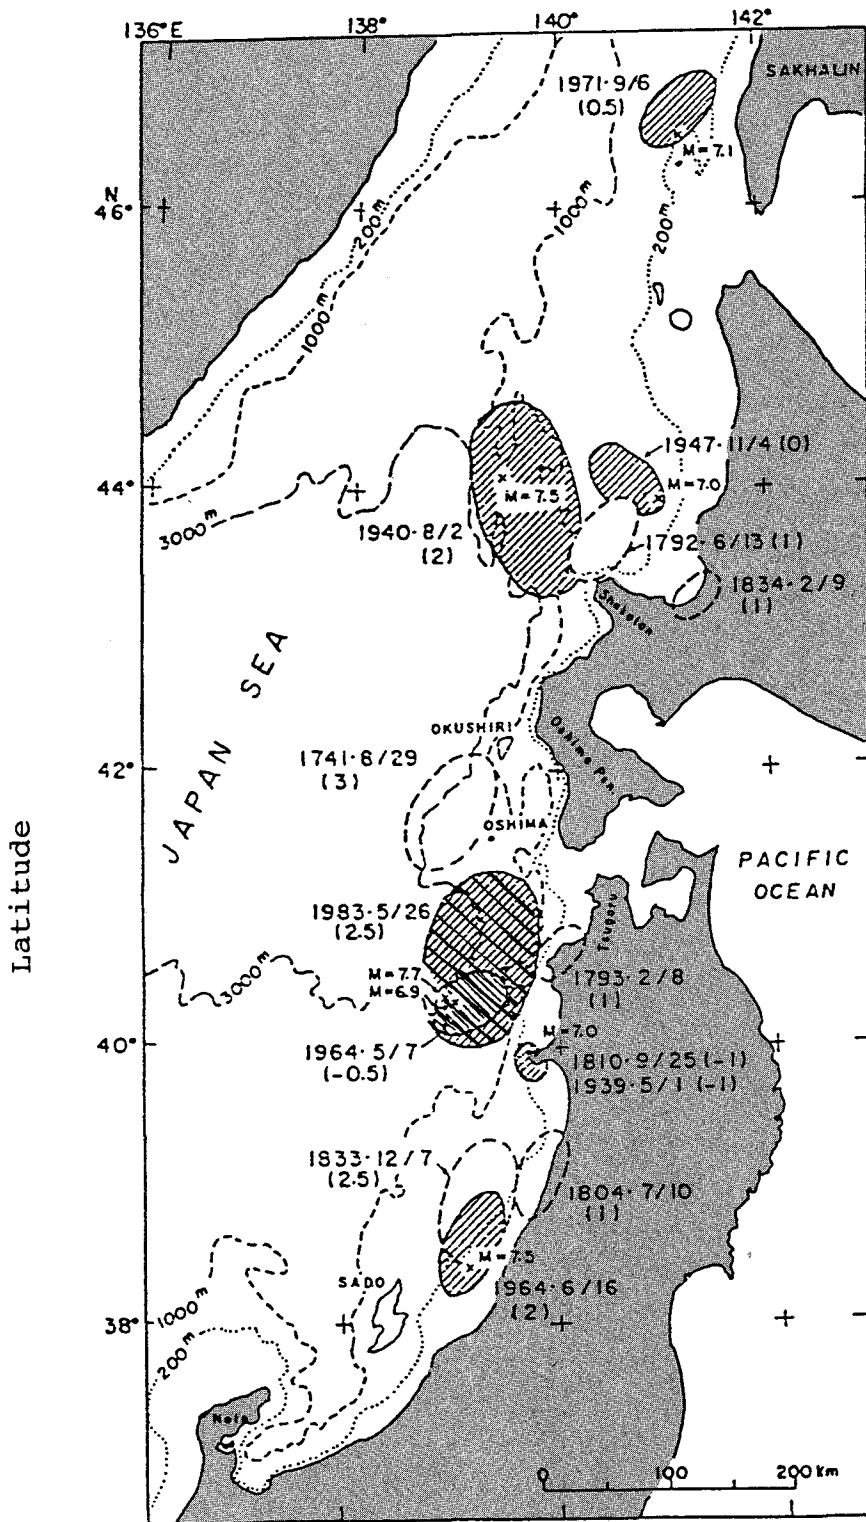 136°E 138° 140° 142°
SAKHALIN
1971·9/6
(0.5)
M=7.1
N
46°
200m
1000m
1000m
200m
1947·11/4 (0)
M=7.0
44°
M=7.5
3000m
1940·8/2
(2)
1792·6/13 (1)
1834·2/9
(1)
Shakotan
JAPAN SEA
OKUSHIRI
Oshima Pen.
1741·8/29
(3)
42°
OSHIMA
Latitude
PACIFIC
OCEAN
1983·5/26
(2.5)
Tsugaru
M=7.7
M=6.9
3000m
1793·2/8
(1)
M=7.0
40°
1964·5/7
(-0.5)
1810·9/25 (-1)
1939·5/1 (-1)
1833·12/7
(2.5)
1804·7/10
(1)
M=7.5
SADO
1964·6/16
(2)
1000m
38°
200m
Noto
0 100 200 km